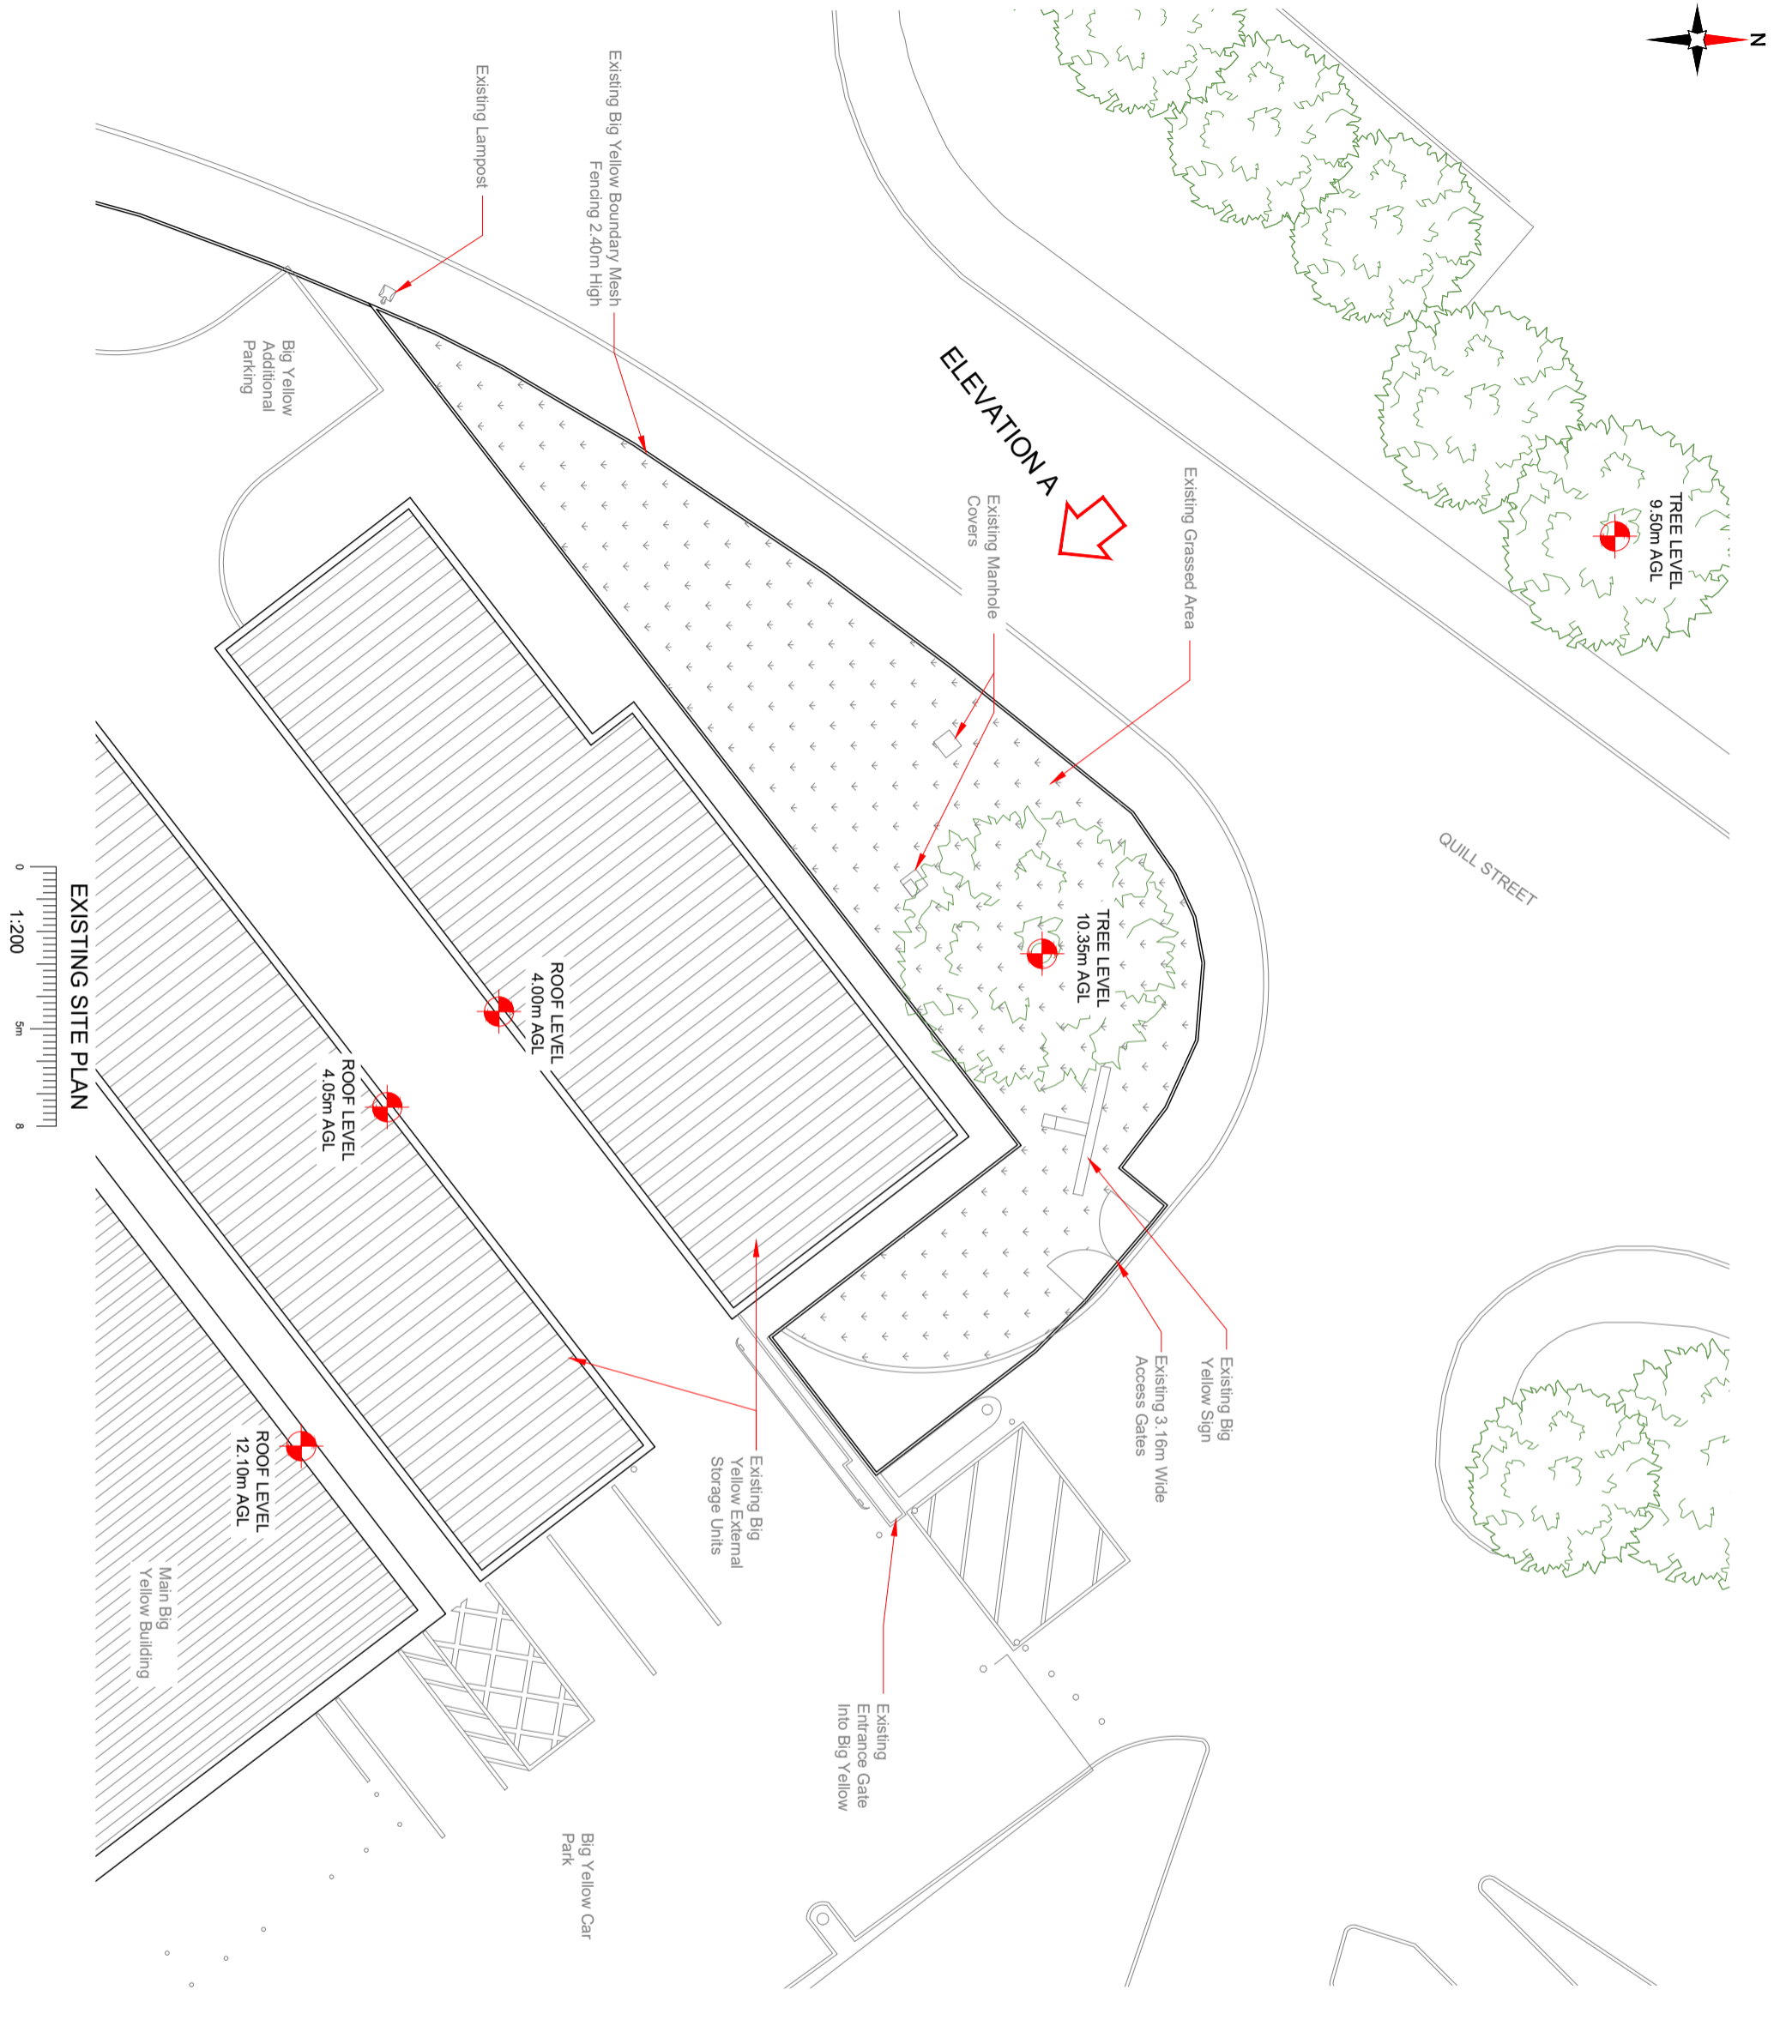 N
TREE LEVEL
9.50m AGL
QUILL STREET
Existing Grassed Area
ELEVATION A
Existing Manhole
Covers
Existing Big Yellow Boundary Mesh
Fencing 2.40m High
Existing Lampost
Big Yellow
Additional
Parking
TREE LEVEL
10.35m AGL
ROOF LEVEL
4.00m AGL
ROOF LEVEL
4.05m AGL
ROOF LEVEL
12.10m AGL
Existing Big
Yellow Sign
Existing 3.16m Wide
Access Gates
Existing Big
Yellow External
Storage Units
Existing
Entrance Gate
Into Big Yellow
Main Big
Yellow Building
Big Yellow Car
Park
EXISTING SITE PLAN
0
5m
8
1:200